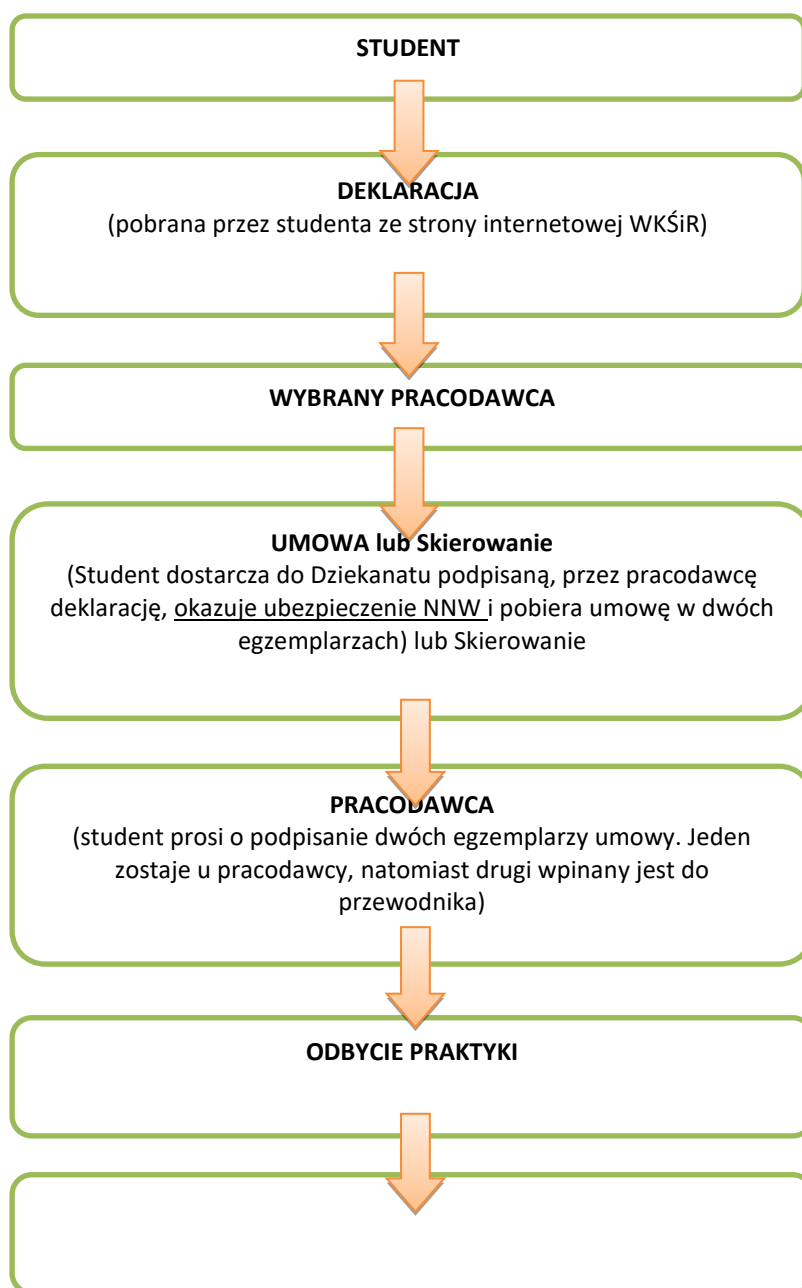 STUDENT
DEKLARACJA
(pobrana przez studenta ze strony internetowej WKŚiR)
WYBRANY PRACODAWCA
UMOWA lub Skierowanie
(Student dostarcza do Dziekanatu podpisaną, przez pracodawcę
deklarację, okazuje ubezpieczenie NNW i pobiera umowę w dwóch
egzemplarzach) lub Skierowanie
PRACODAWCA
(student prosi o podpisanie dwóch egzemplarzy umowy. Jeden
zostaje u pracodawcy, natomiast drugi wpinany jest do
przewodnika)
ODBYCIE PRAKTYKI